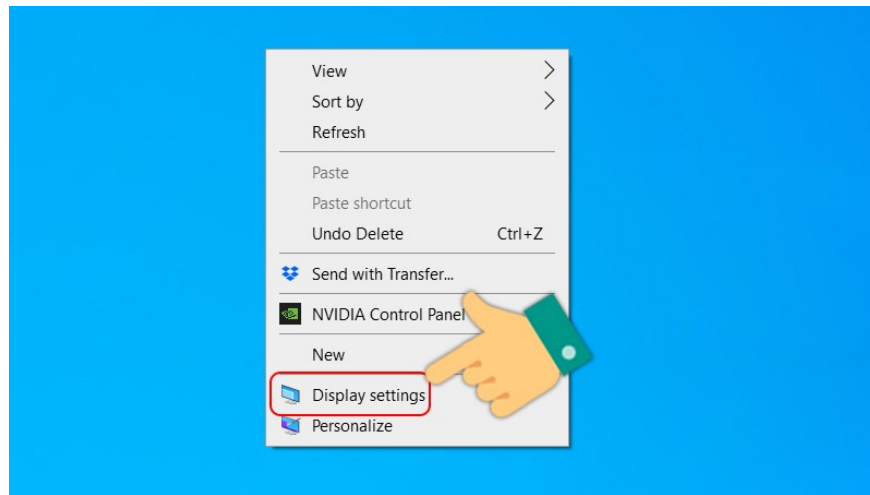 View
Sort by
Refresh
Paste
Paste shortcut
Undo Delete Ctrl+Z
Send with Transfer...
NVIDIA Control Panel
New
Display settings
Personalize